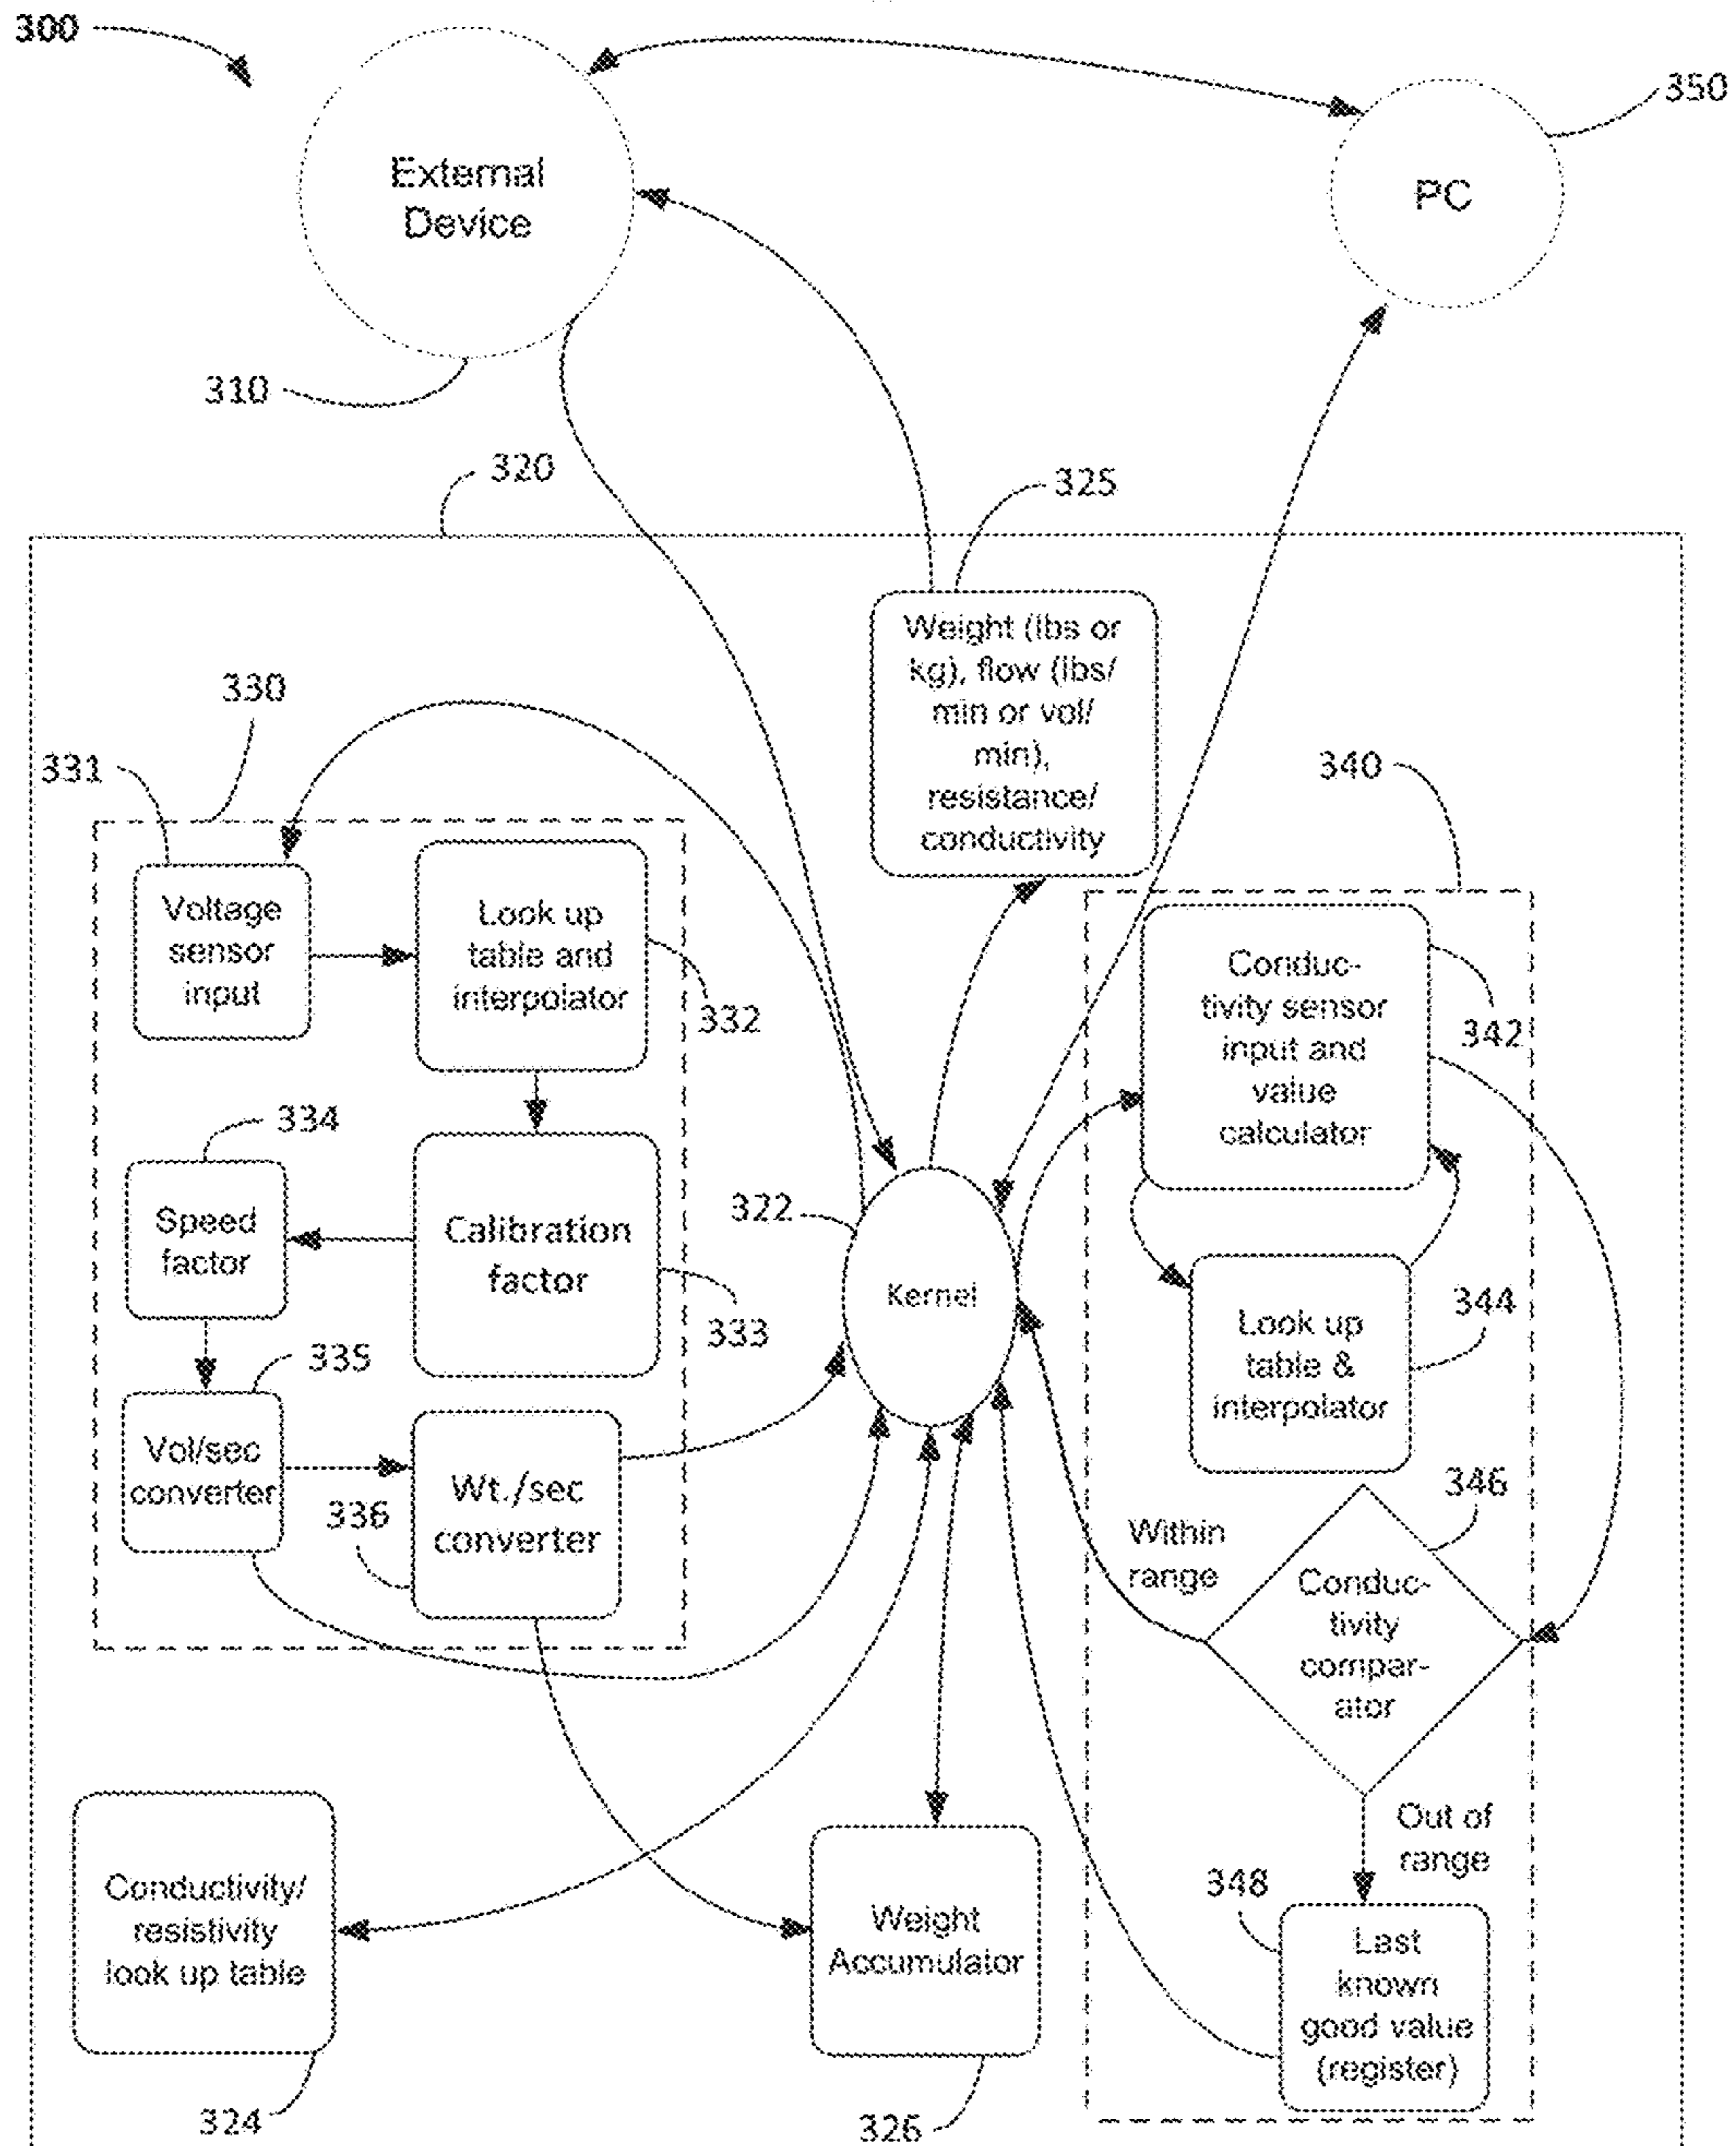 300
External
Device
PC
350
310
320
325
Weight (lbs or
kg), flow (lbs/
min or vol/
min),
resistance/
conductivity
330
331
340
Voltage
sensor
input
Look up
table and
interpolator
332
Conduc-
tivity sensor
input and
value
calculator
342
334
Speed
factor
Calibration
factor
333
322
Kernel
344
Look up
table &
interpolator
335
Vol/sec
converter
336
Wt./sec
converter
346
Within
range
Conduc-
tivity
compar-
ator
Out of
range
348
Last
known
good value
(register)
Conductivity/
resistivity
look up table
324
Weight
Accumulator
326